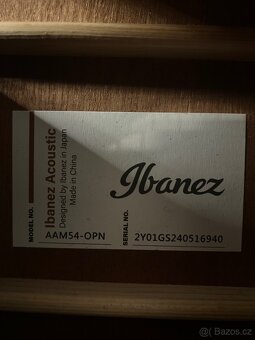 Ibanez
Ibanez Acoustic
Designed by Ibanez in Japan
Made in China
MODEL NO.
AAM54-OPN
SERIAL NO.
2Y01GS240516940
sbazos.cz